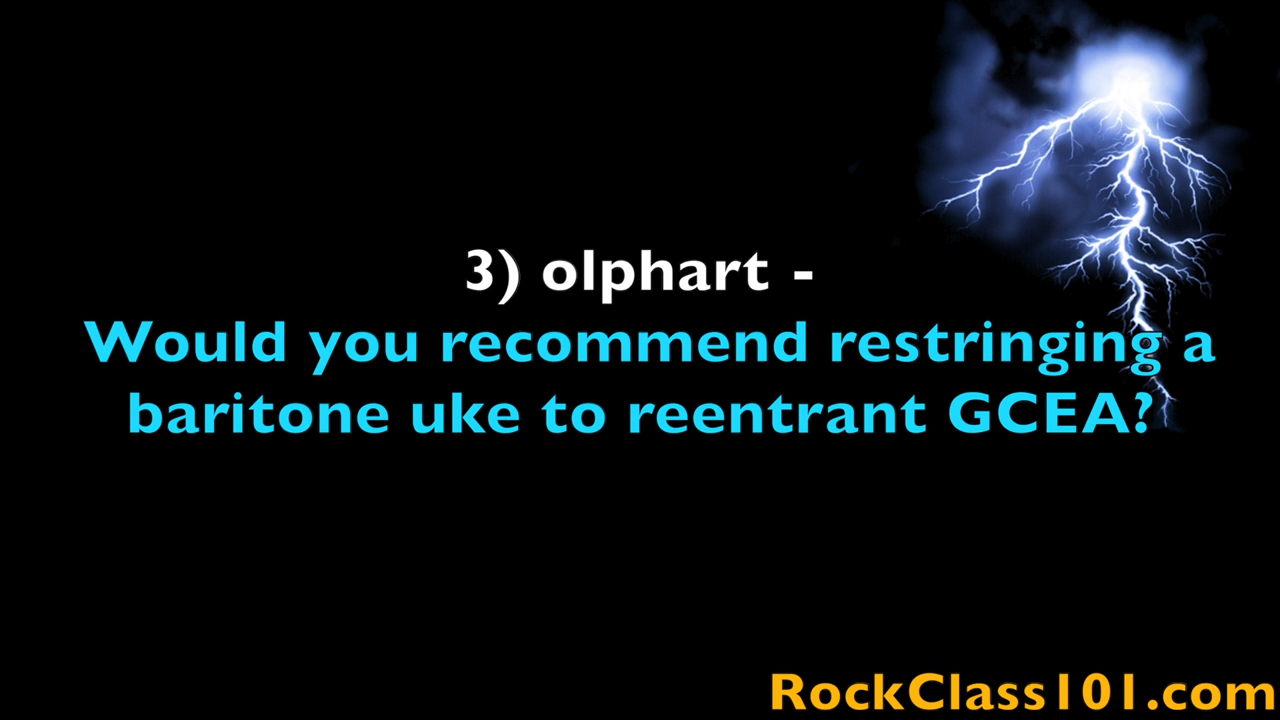 3) olphart -
Would you recommend restringing a
baritone uke to reentrant GCEA?
RockClass101.com